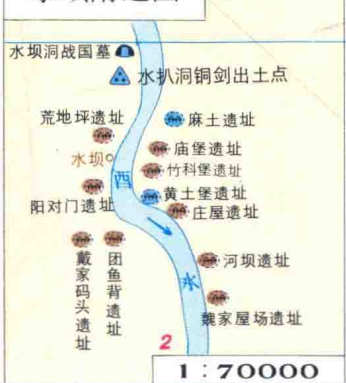 水坝洞战国墓
水扒洞铜剑出土点
荒地坪遗址
麻土遗址
庙堡遗址
水坝
竹科堡遗址
酉
黄土堡遗址
阳对门遗址
庄屋遗址
戴家码头遗址
团鱼背遗址
河坝遗址
水
魏家屋场遗址
2
1：70000